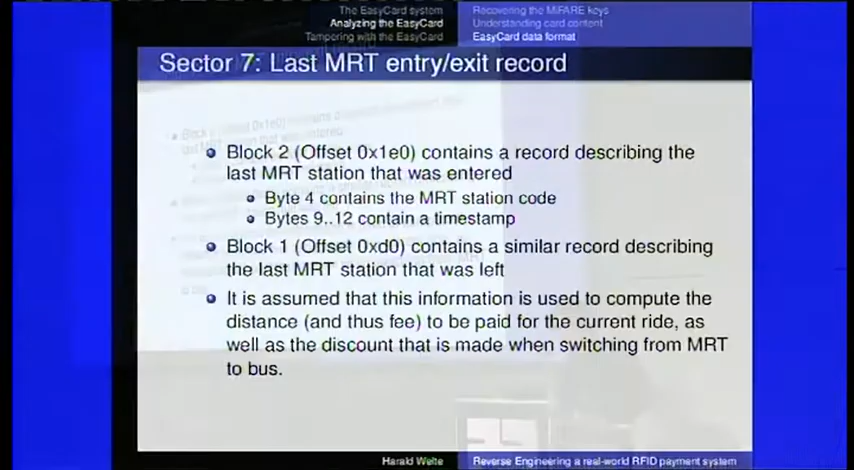 The EasyCard system
Analyzing the EasyCard
Tampering with the EasyCard
Recovering the MIFARE keys
Understanding card content
EasyCard data format
Sector 7: Last MRT entry/exit record
Block 2 (Offset 0x1e0) contains a record describing the
last MRT station that was entered
Byte 4 contains the MRT station code
Bytes 9..12 contain a timestamp
Block 1 (Offset 0xd0) contains a similar record describing
the last MRT station that was left
It is assumed that this information is used to compute the
distance (and thus fee) to be paid for the current ride, as
well as the discount that is made when switching from MRT
to bus.
Harald Welte
Reverse Engineering a real-world RFID payment system